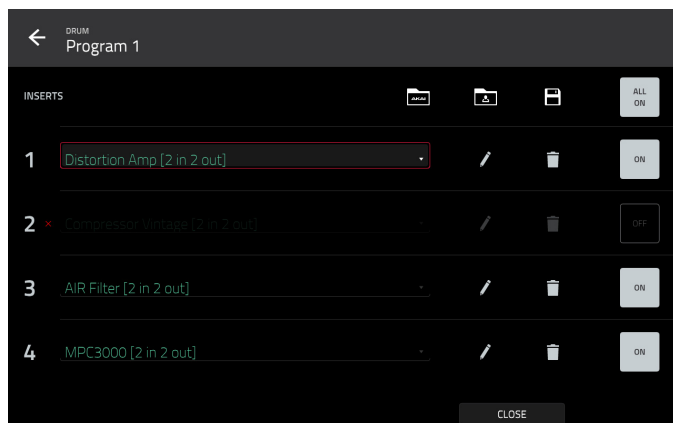 DRUM
Program 1
INSERTS
AKAI
ALL
ON
1 Distortion Amp [2 in 2 out] ON
2 × Compressor Vintage [2 in 2 out] OFF
3 AIR Filter [2 in 2 out] ON
4 MPC3000 [2 in 2 out] ON
CLOSE